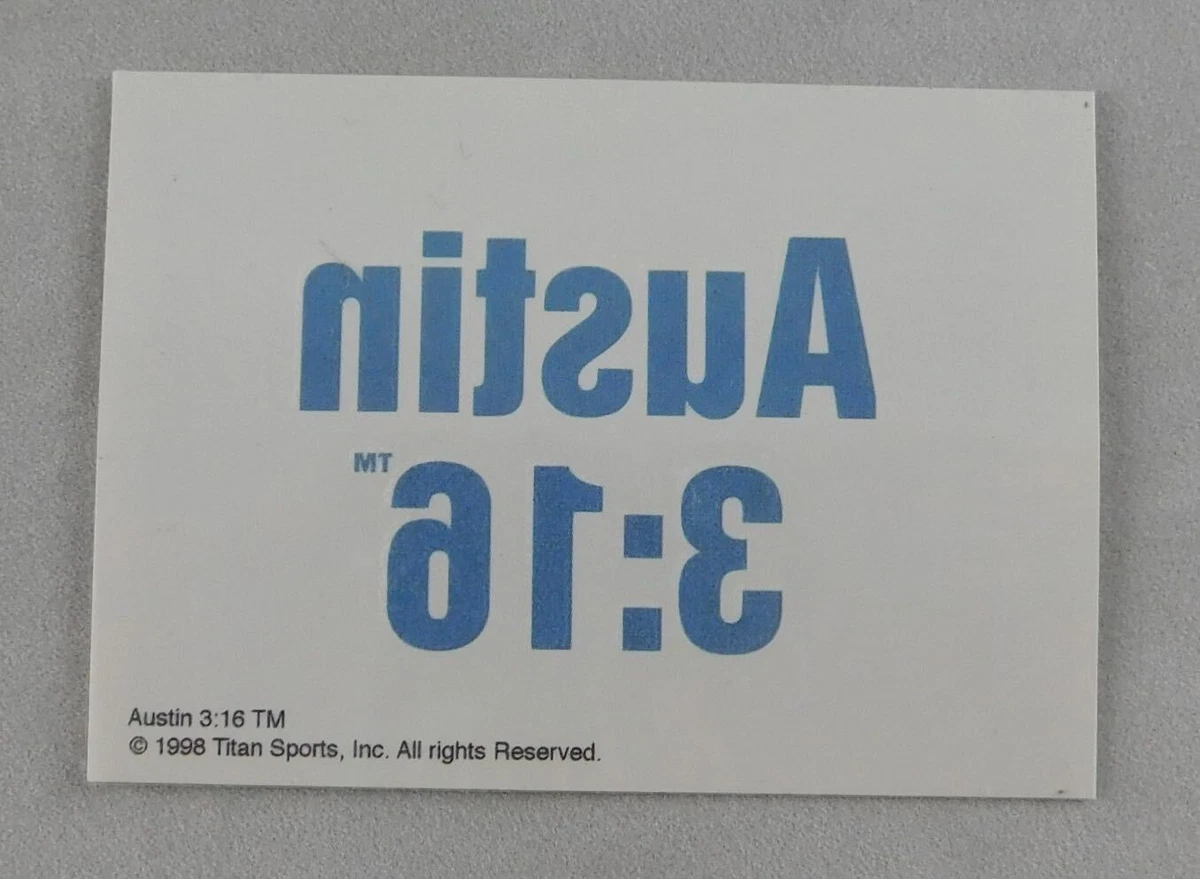 Austin
3:16 TM
Austin 3:16 TM
© 1998 Titan Sports, Inc. All rights Reserved.